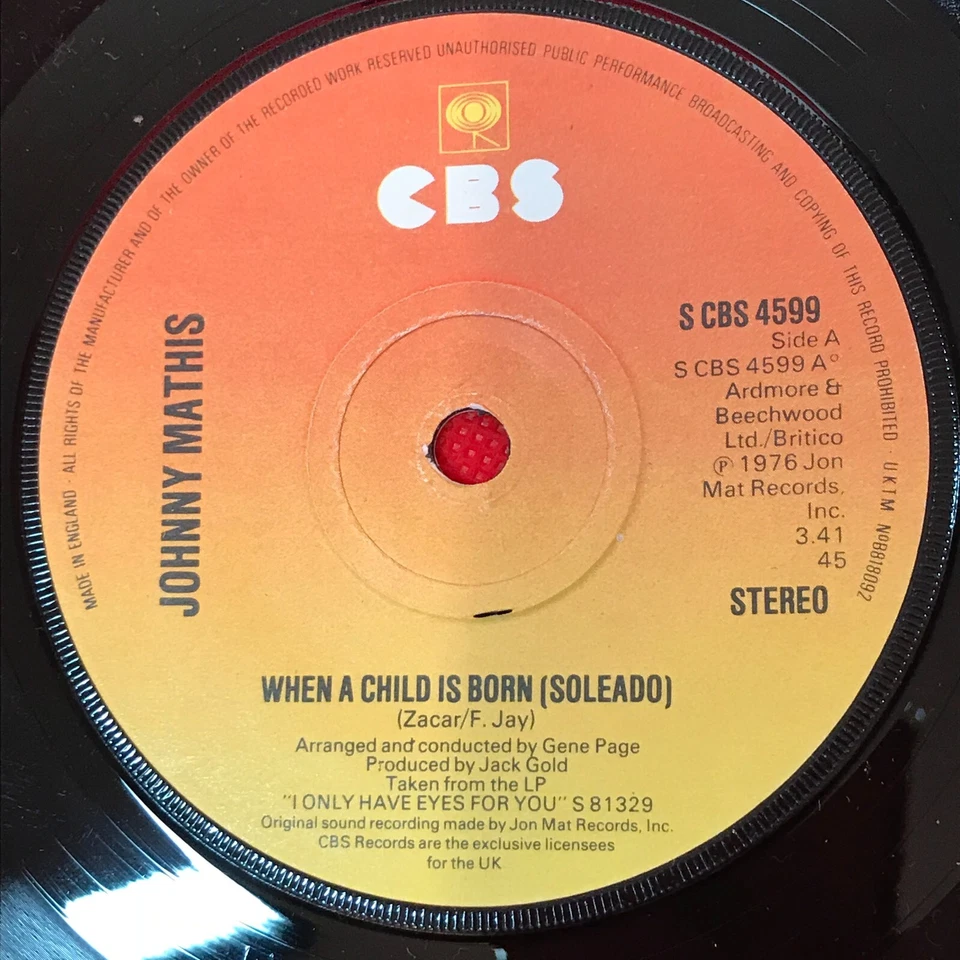 MADE IN ENGLAND · ALL RIGHTS OF THE MANUFACTURER AND OF THE OWNER OF THE RECORDED WORK RESERVED UNAUTHORISED PUBLIC PERFORMANCE BROADCASTING AND COPYING OF THIS RECORD PROHIBITED · UKTM No8818092
CBS
JOHNNY MATHIS
S CBS 4599
Side A
S CBS 4599 A°
Ardmore &
Beechwood
Ltd./Britico
℗ 1976 Jon
Mat Records,
Inc.
3.41
45
STEREO
WHEN A CHILD IS BORN (SOLEADO)
(Zacar/F. Jay)
Arranged and conducted by Gene Page
Produced by Jack Gold
Taken from the LP
"I ONLY HAVE EYES FOR YOU" S 81329
Original sound recording made by Jon Mat Records, Inc.
CBS Records are the exclusive licensees
for the UK